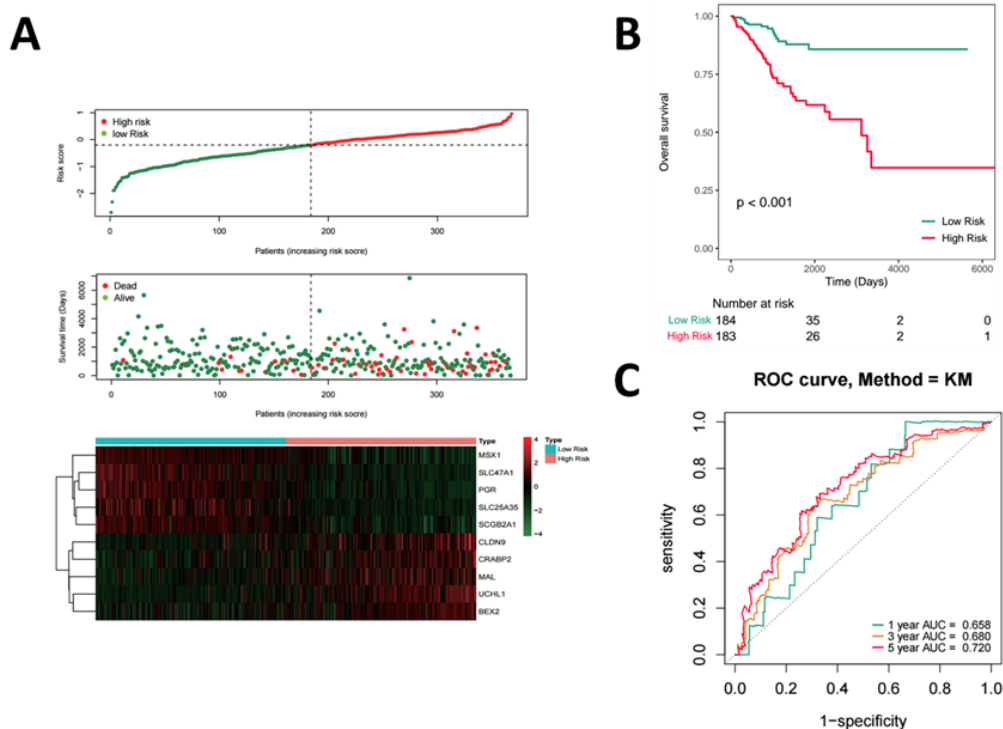 A
High risk
low Risk
Risk score
1
0
−1
−2
0 100 200 300
Patients (increasing risk socre)
Dead
Alive
Survival time (Days)
0 2000 4000 6000
0 100 200 300
Patients (increasing risk socre)
Type
MSX1
SLC47A1
PGR
SLC25A35
SCGB2A1
CLDN9
CRABP2
MAL
UCHL1
BEX2
4
2
0
−2
−4
Type
Low Risk
High Risk
B
Overall survival
1.00
0.75
0.50
0.25
0.00
p < 0.001
Low Risk
High Risk
0 2000 4000 6000
Time (Days)
Number at risk
Low Risk 184 35 2 0
High Risk 183 26 2 1
C
ROC curve, Method = KM
sensitivity
1.0
0.8
0.6
0.4
0.2
0.0
1 year AUC = 0.658
3 year AUC = 0.680
5 year AUC = 0.720
0.0 0.2 0.4 0.6 0.8 1.0
1−specificity